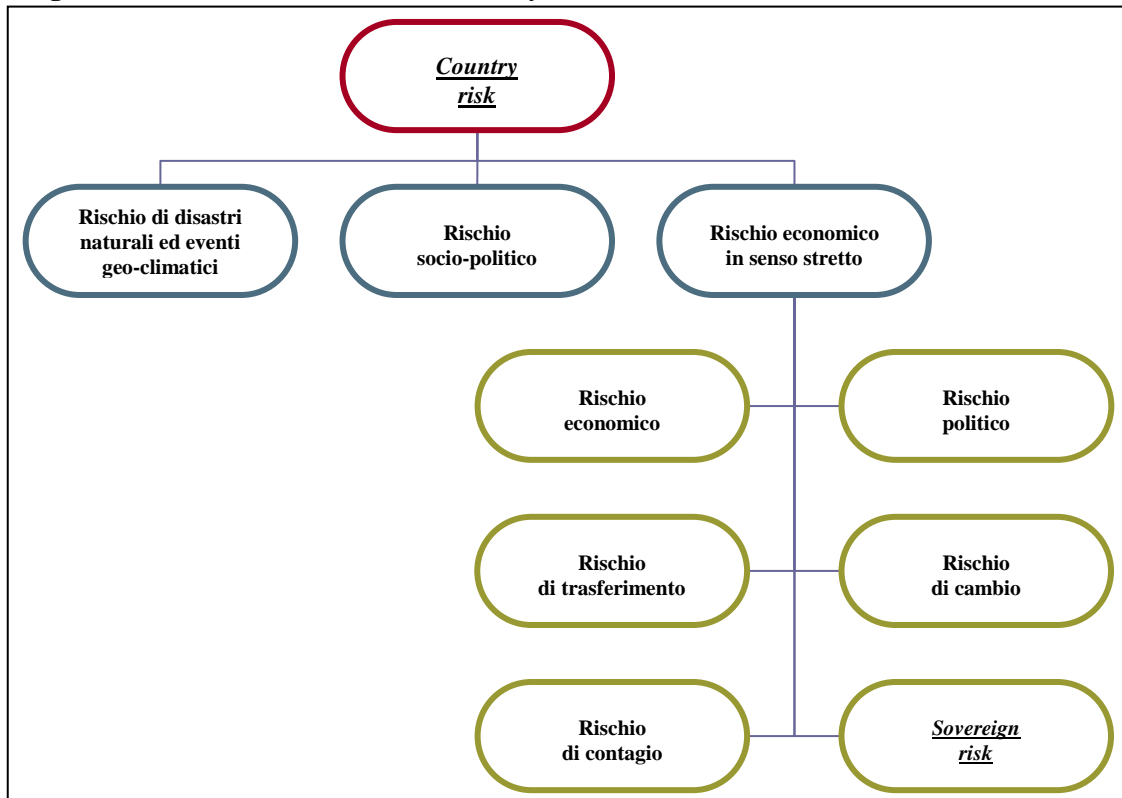 Country
risk
Rischio di disastri
naturali ed eventi
geo-climatici
Rischio
socio-politico
Rischio economico
in senso stretto
Rischio
economico
Rischio
politico
Rischio
di trasferimento
Rischio
di cambio
Rischio
di contagio
Sovereign
risk